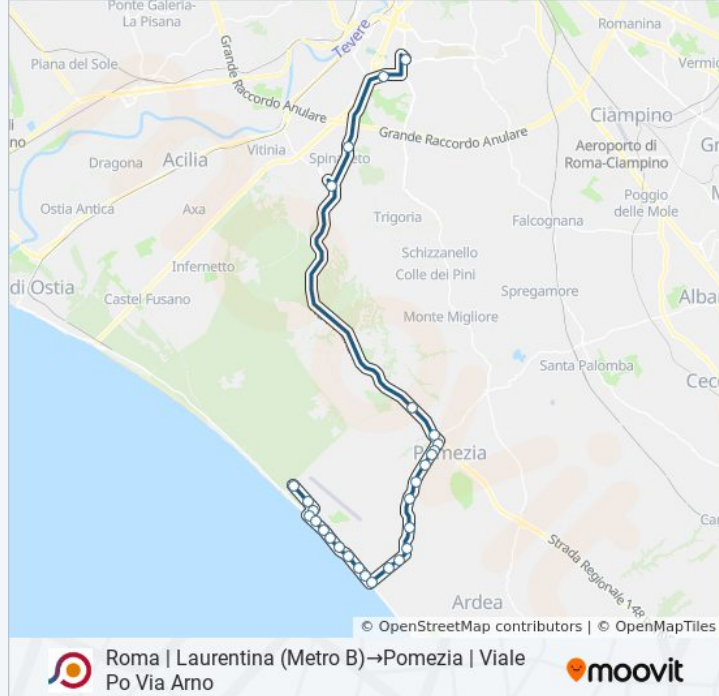 Ponte Galeria-
La Pisana
Tevere
Romanina
Piana del Sole
Grande Raccordo Anulare
Vermic
Ciampino
Grande Raccordo Anulare
di
no
Vitinia
Spinaceto
Aeroporto di
Roma-Ciampino
Gr
Dragona
Acilia
Poggio
delle Mole
M
Ostia Antica
Axa
Trigoria
Falcognana
Schizzanello
Infernetto
Colle dei Pini
di Ostia
Castel Fusano
Spregamore
Alba
Monte Migliore
Santa Palomba
Cec
Pomezia
Car
Strada Regionale 148
Ardea
© OpenStreetMap contributors | © OpenMapTiles
Roma | Laurentina (Metro B)→Pomezia | Viale
Po Via Arno
moovit